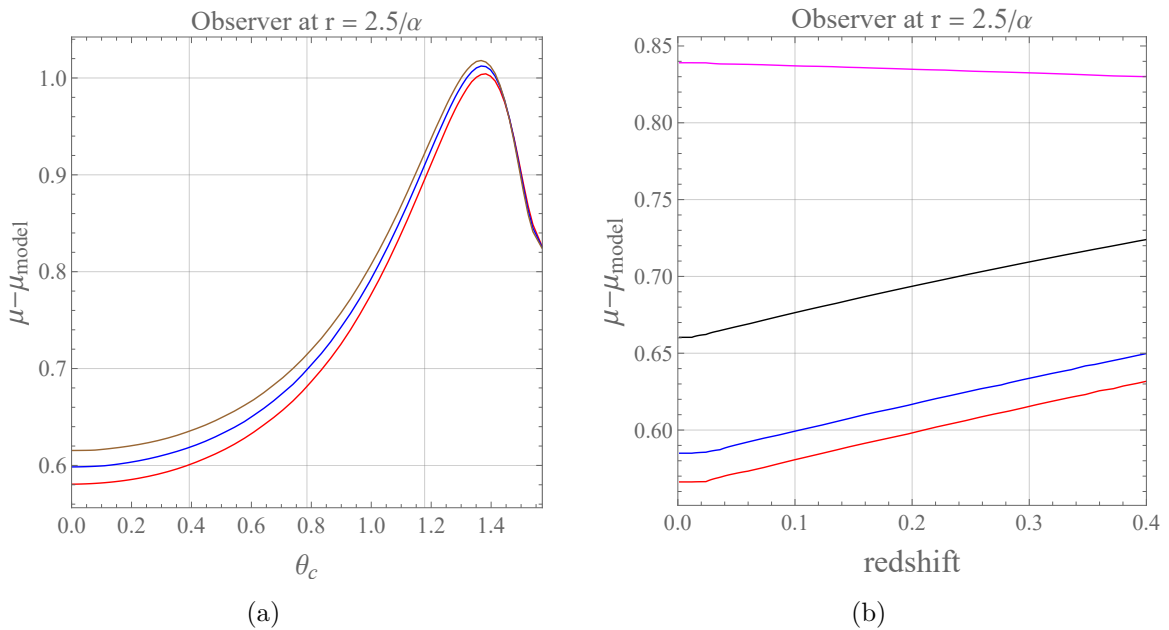 Observer at r = 2.5/α
1.0
0.9
0.8
0.7
0.6
μ−μmodel
0.0 0.2 0.4 0.6 0.8 1.0 1.2 1.4
θc
(a)
Observer at r = 2.5/α
0.85
0.80
0.75
0.70
0.65
0.60
μ−μmodel
0.0 0.1 0.2 0.3 0.4
redshift
(b)